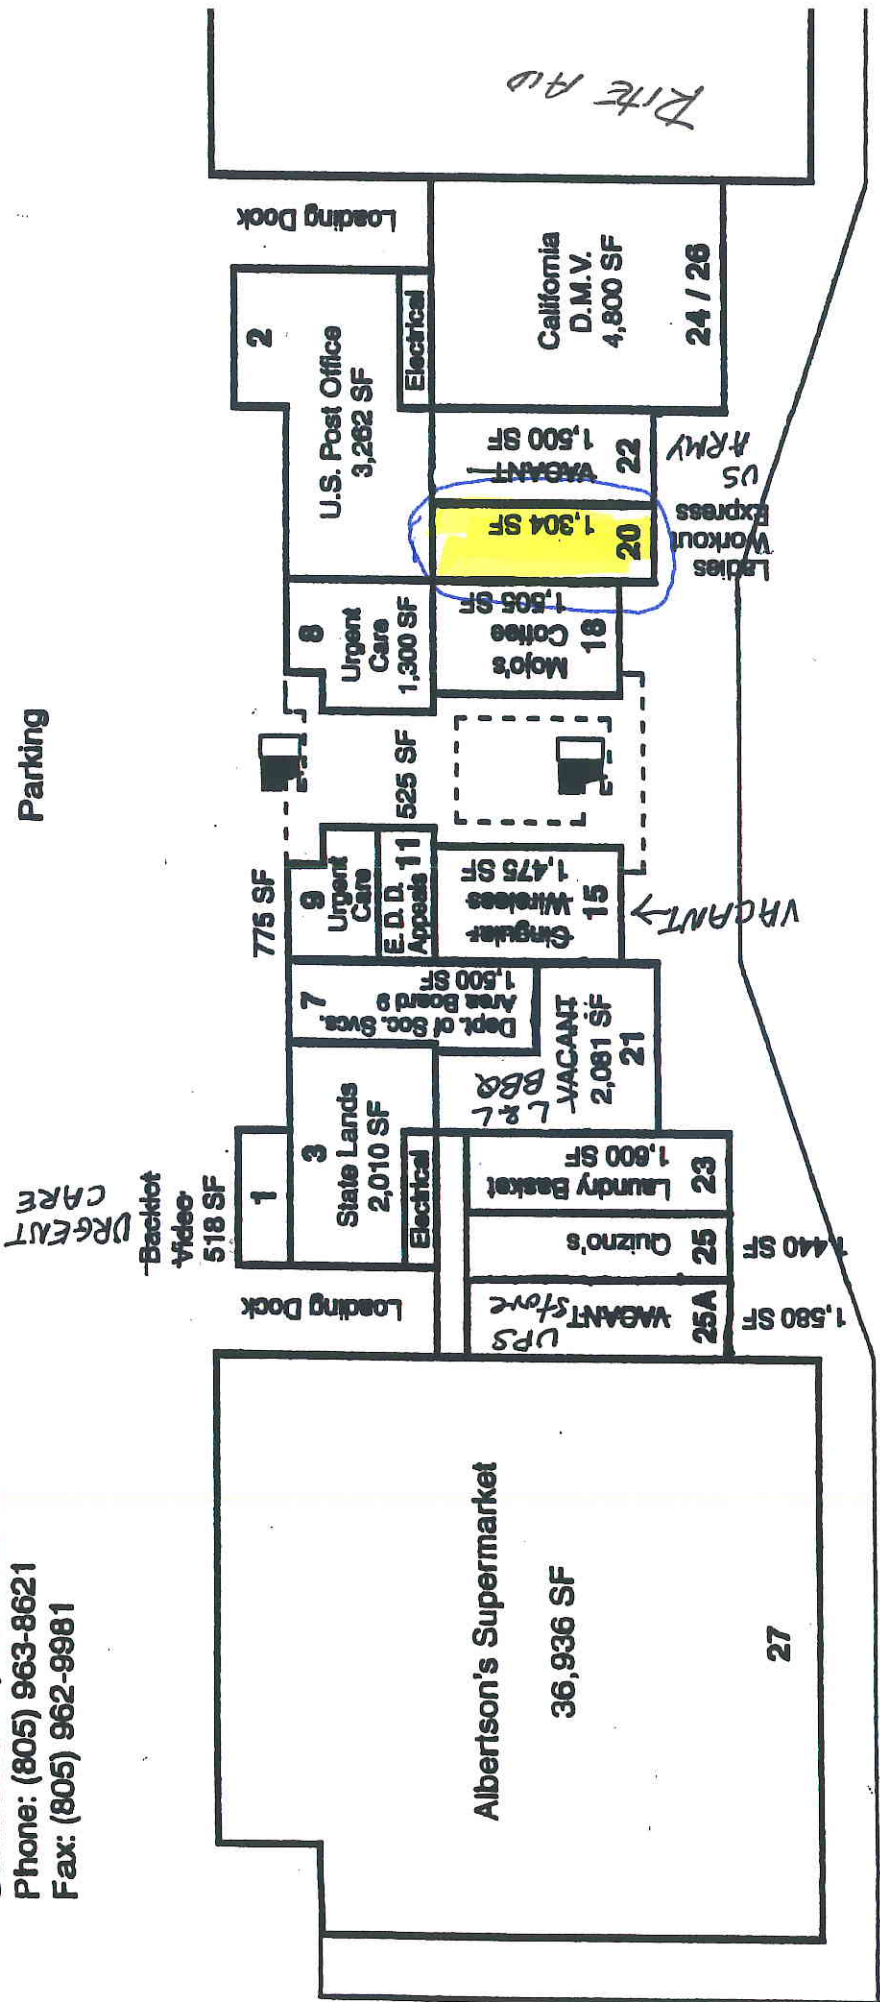 Phone: (805) 963-8621
Fax: (805) 962-9981
Parking
Albertson's Supermarket
36,936 SF
27
Loading Dock
URGENT
CARE
Backlot
Video
518 SF
1
3
State Lands
2,010 SF
Electrical
UPS
Store
VACANT
25A
1,580 SF
Quizno's
25
1,440 SF
Laundry Basket
1,600 SF
23
L&L
BBQ
VACANT
2,081 SF
21
7
Dept. of Soc. Svcs.
Area Board 9
1,500 SF
775 SF
9
Urgent
Care
E.D.D.
Appeals
11
525 SF
Cingular
Wireless
1,475 SF
15
VACANT
8
Urgent
Care
1,300 SF
Mojo's
Coffee
1,505 SF
18
1,304 SF
20
Ladies
Workout
Express
VACANT
1,500 SF
22
US
ARMY
2
U.S. Post Office
3,262 SF
Electrical
Loading Dock
California
D.M.V.
4,800 SF
24 / 26
RITE AID